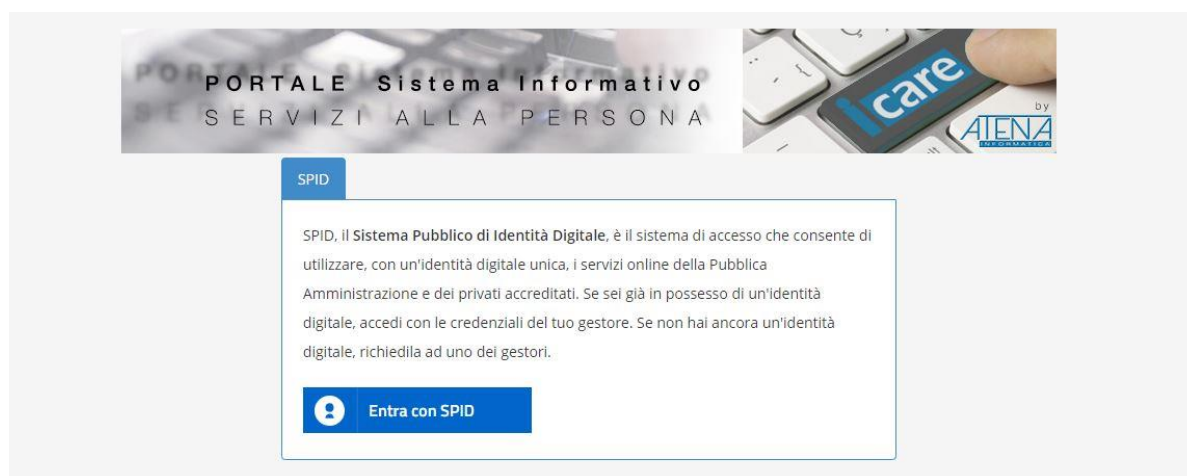 PORTALE Sistema Informativo
SERVIZI ALLA PERSONA
i care
by
ATENA
INFORMATICA
SPID
SPID, il Sistema Pubblico di Identità Digitale, è il sistema di accesso che consente di
utilizzare, con un'identità digitale unica, i servizi online della Pubblica
Amministrazione e dei privati accreditati. Se sei già in possesso di un'identità
digitale, accedi con le credenziali del tuo gestore. Se non hai ancora un'identità
digitale, richiedila ad uno dei gestori.
Entra con SPID